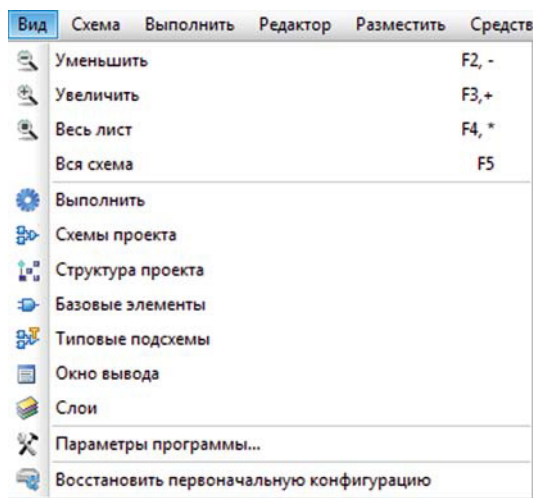 Вид Схема Выполнить Редактор Разместить Средств
Уменьшить F2, -
Увеличить F3,+
Весь лист F4, *
Вся схема F5
Выполнить
Схемы проекта
Структура проекта
Базовые элементы
Типовые подсхемы
Окно вывода
Слои
Параметры программы...
Восстановить первоначальную конфигурацию